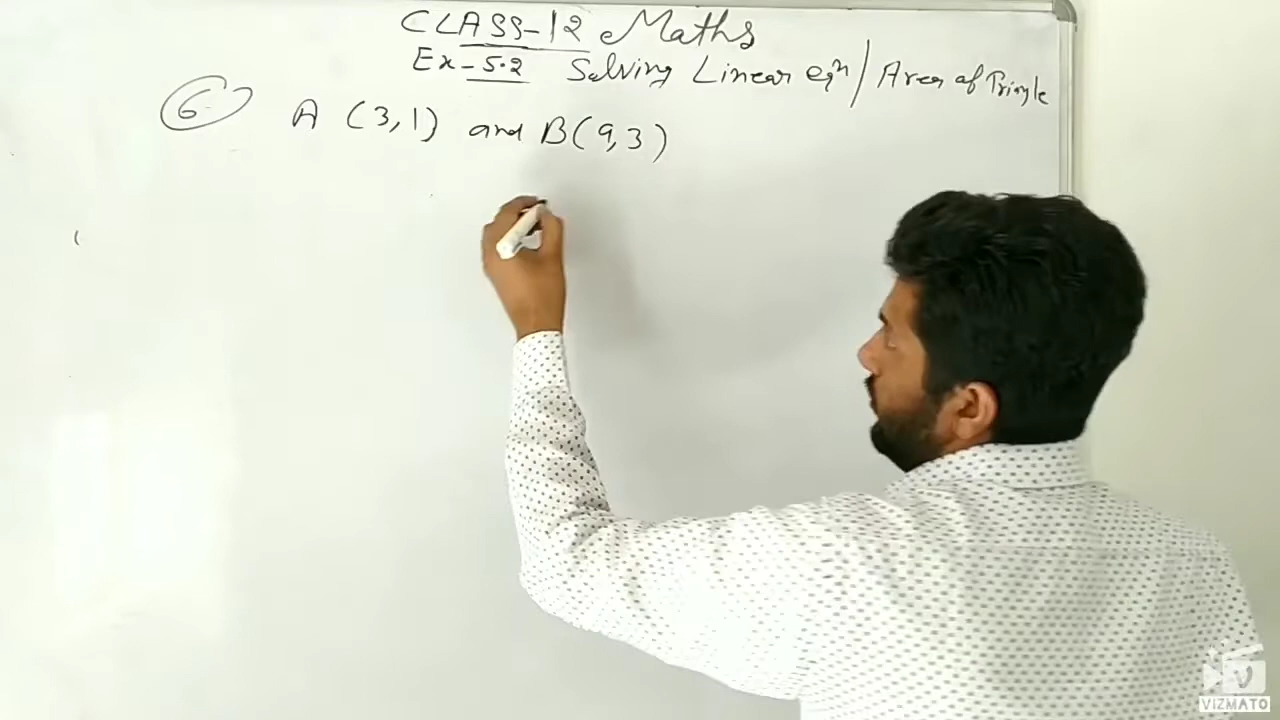 CLASS-12 Maths
Ex-5.2 Solving Linear eqⁿ / Area of Triangle
6. A (3,1) and B(9,3)
VIZMATO